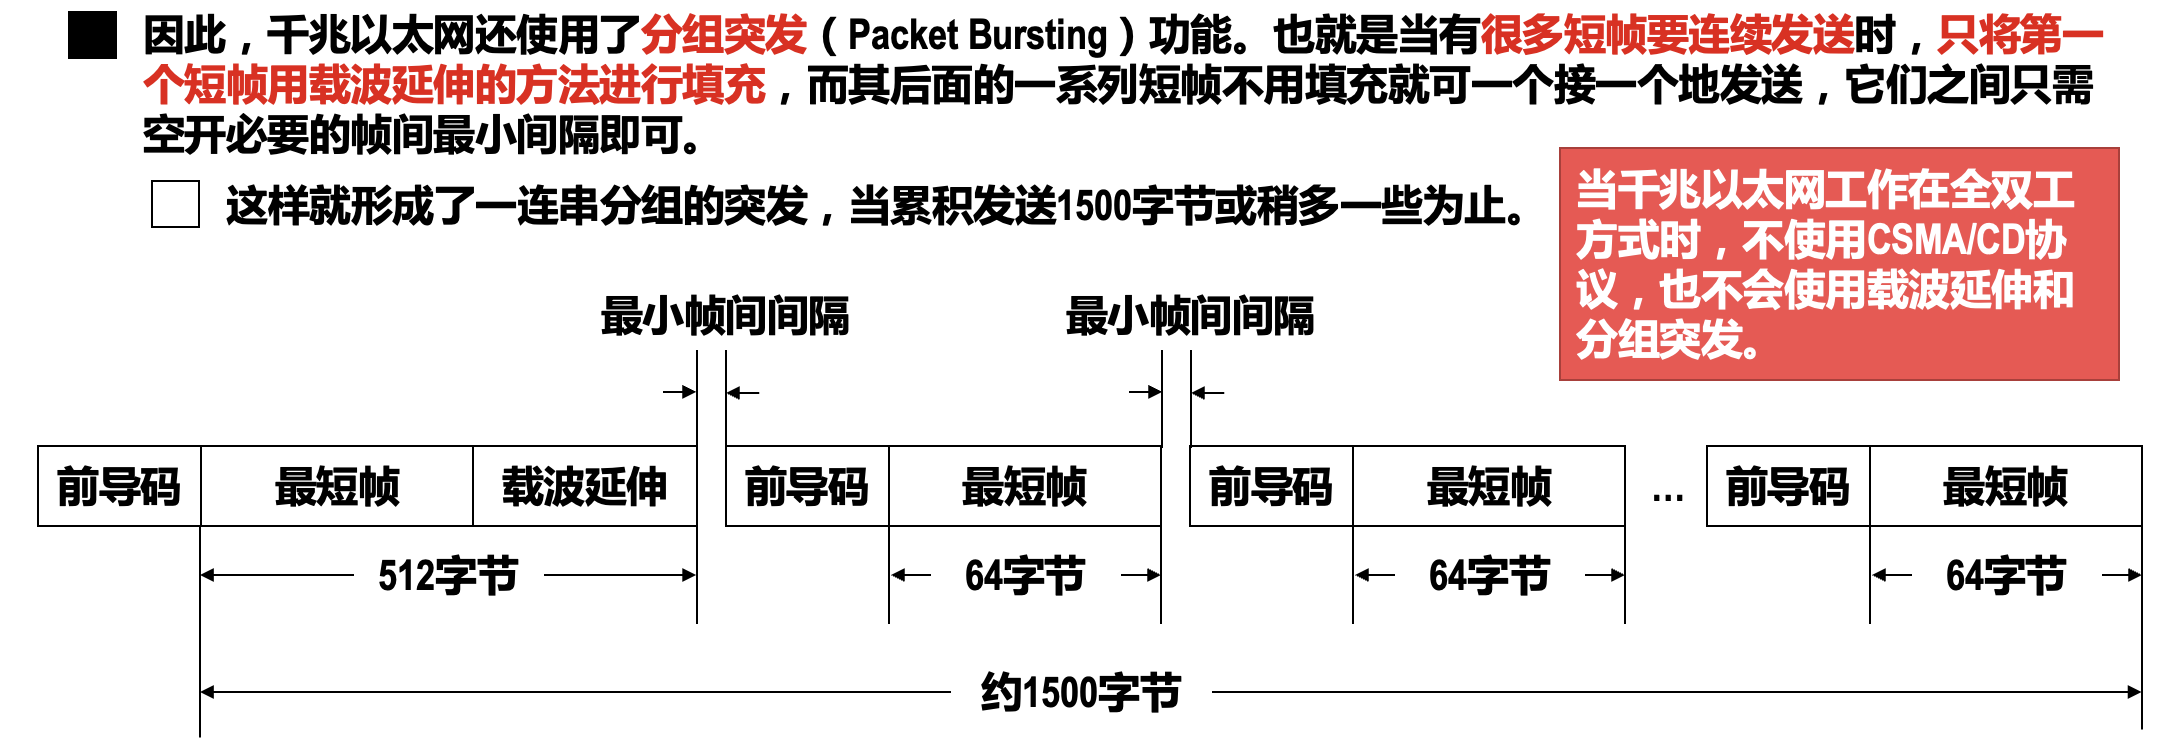 因此，千兆以太网还使用了分组突发（Packet Bursting）功能。也就是当有很多短帧要连续发送时，只将第一
个短帧用载波延伸的方法进行填充，而其后面的一系列短帧不用填充就可一个接一个地发送，它们之间只需
空开必要的帧间最小间隔即可。
这样就形成了一连串分组的突发，当累积发送1500字节或稍多一些为止。
当千兆以太网工作在全双工
方式时，不使用CSMA/CD协
议，也不会使用载波延伸和
分组突发。
最小帧间间隔
最小帧间间隔
前导码
最短帧
载波延伸
前导码
最短帧
前导码
最短帧
...
前导码
最短帧
512字节
64字节
64字节
64字节
约1500字节